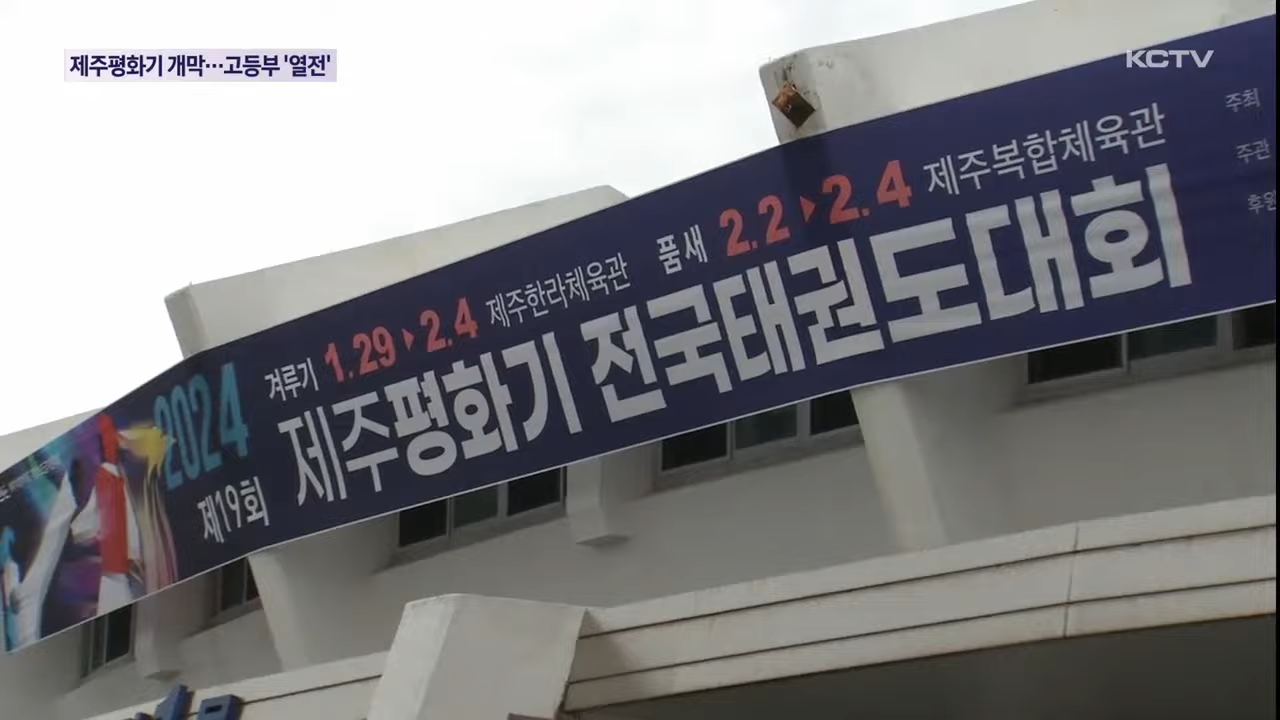 제주평화기 개막…고등부 '열전'
KCTV
겨루기 1.29 ▶ 2.4 제주한라체육관 품새 2.2 ▶ 2.4 제주복합체육관
2024
제19회
제주평화기 전국태권도대회
주최
주관
후원